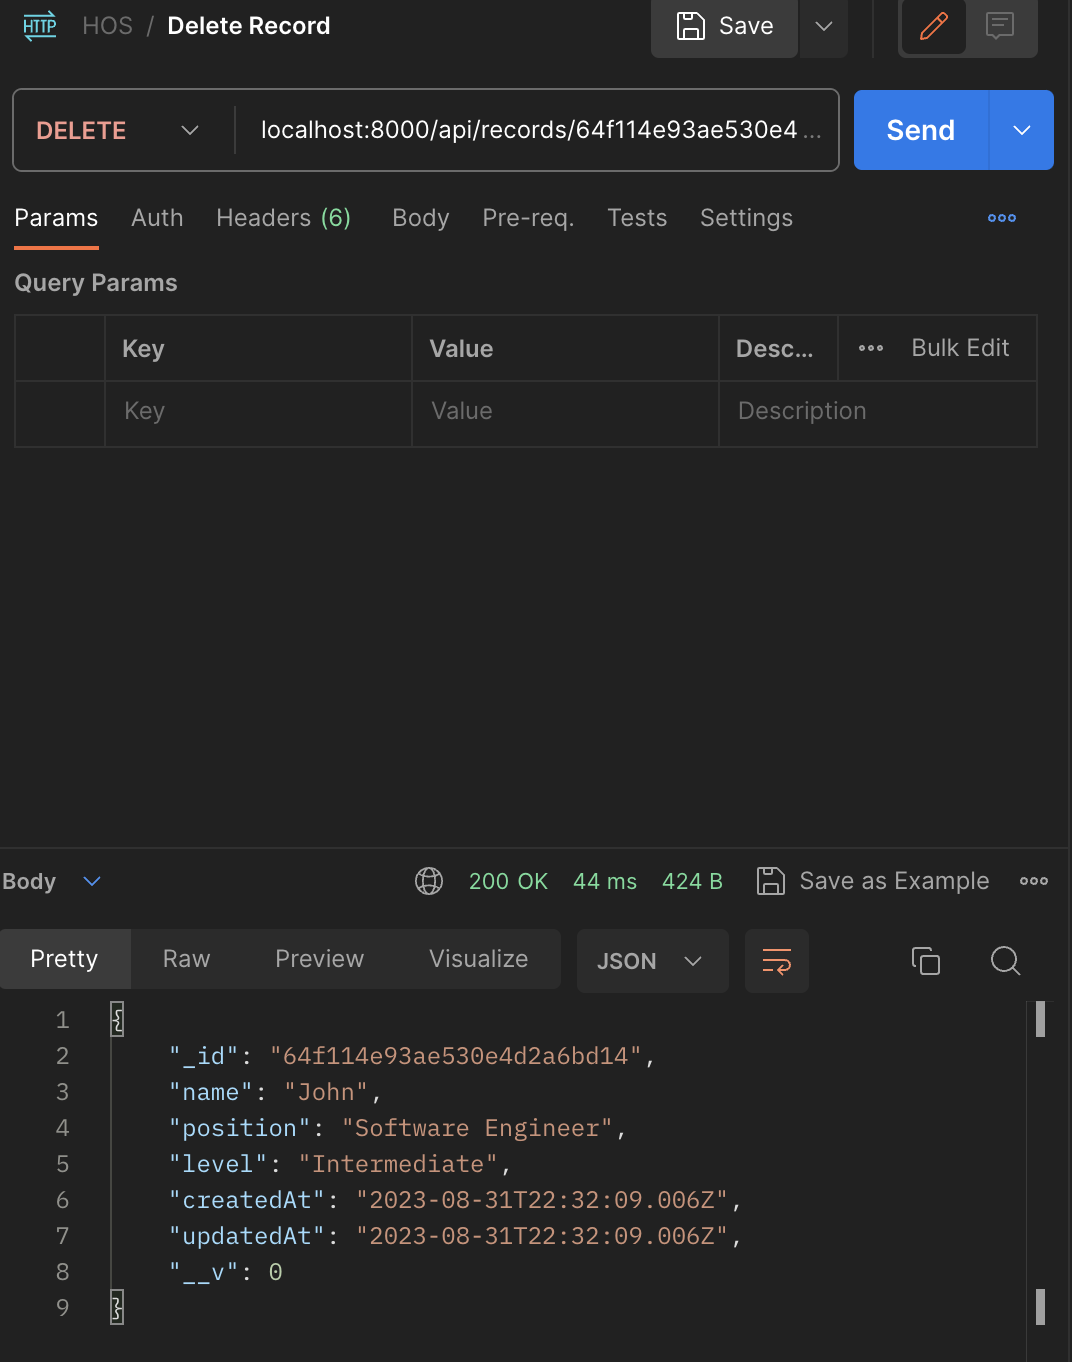 HTTP HOS / Delete Record Save
DELETE localhost:8000/api/records/64f114e93ae530e4 ... Send
Params Auth Headers (6) Body Pre-req. Tests Settings
Query Params
Key Value Desc... Bulk Edit
Key Value Description
Body 200 OK 44 ms 424 B Save as Example
Pretty Raw Preview Visualize JSON
1 {
2 "_id": "64f114e93ae530e4d2a6bd14",
3 "name": "John",
4 "position": "Software Engineer",
5 "level": "Intermediate",
6 "createdAt": "2023-08-31T22:32:09.006Z",
7 "updatedAt": "2023-08-31T22:32:09.006Z",
8 "__v": 0
9 }